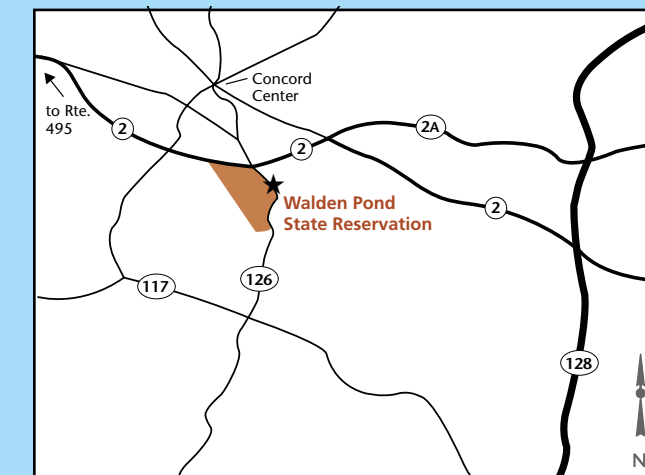 Concord
Center
to Rte.
495
2
2
2A
Walden Pond
State Reservation
2
117
126
128
N